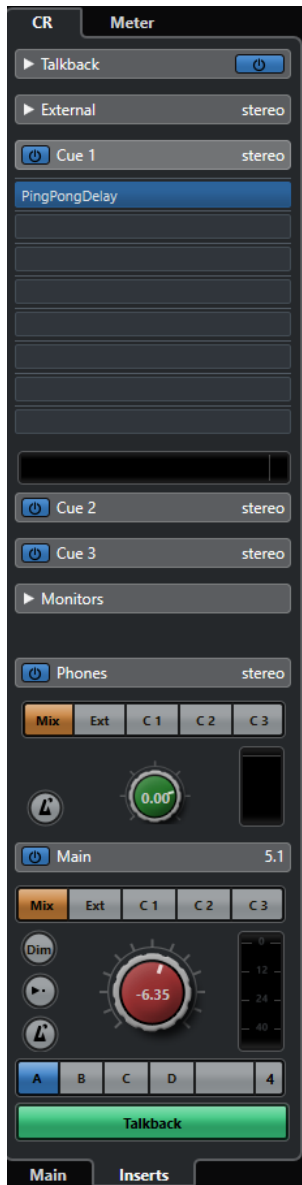 CR Meter
Talkback
External stereo
Cue 1 stereo
PingPongDelay
Cue 2 stereo
Cue 3 stereo
Monitors
Phones stereo
Mix Ext C 1 C 2 C 3
0.00
Main 5.1
Mix Ext C 1 C 2 C 3
Dim
0
12
-6.35
24
40
A B C D 4
Talkback
Main Inserts